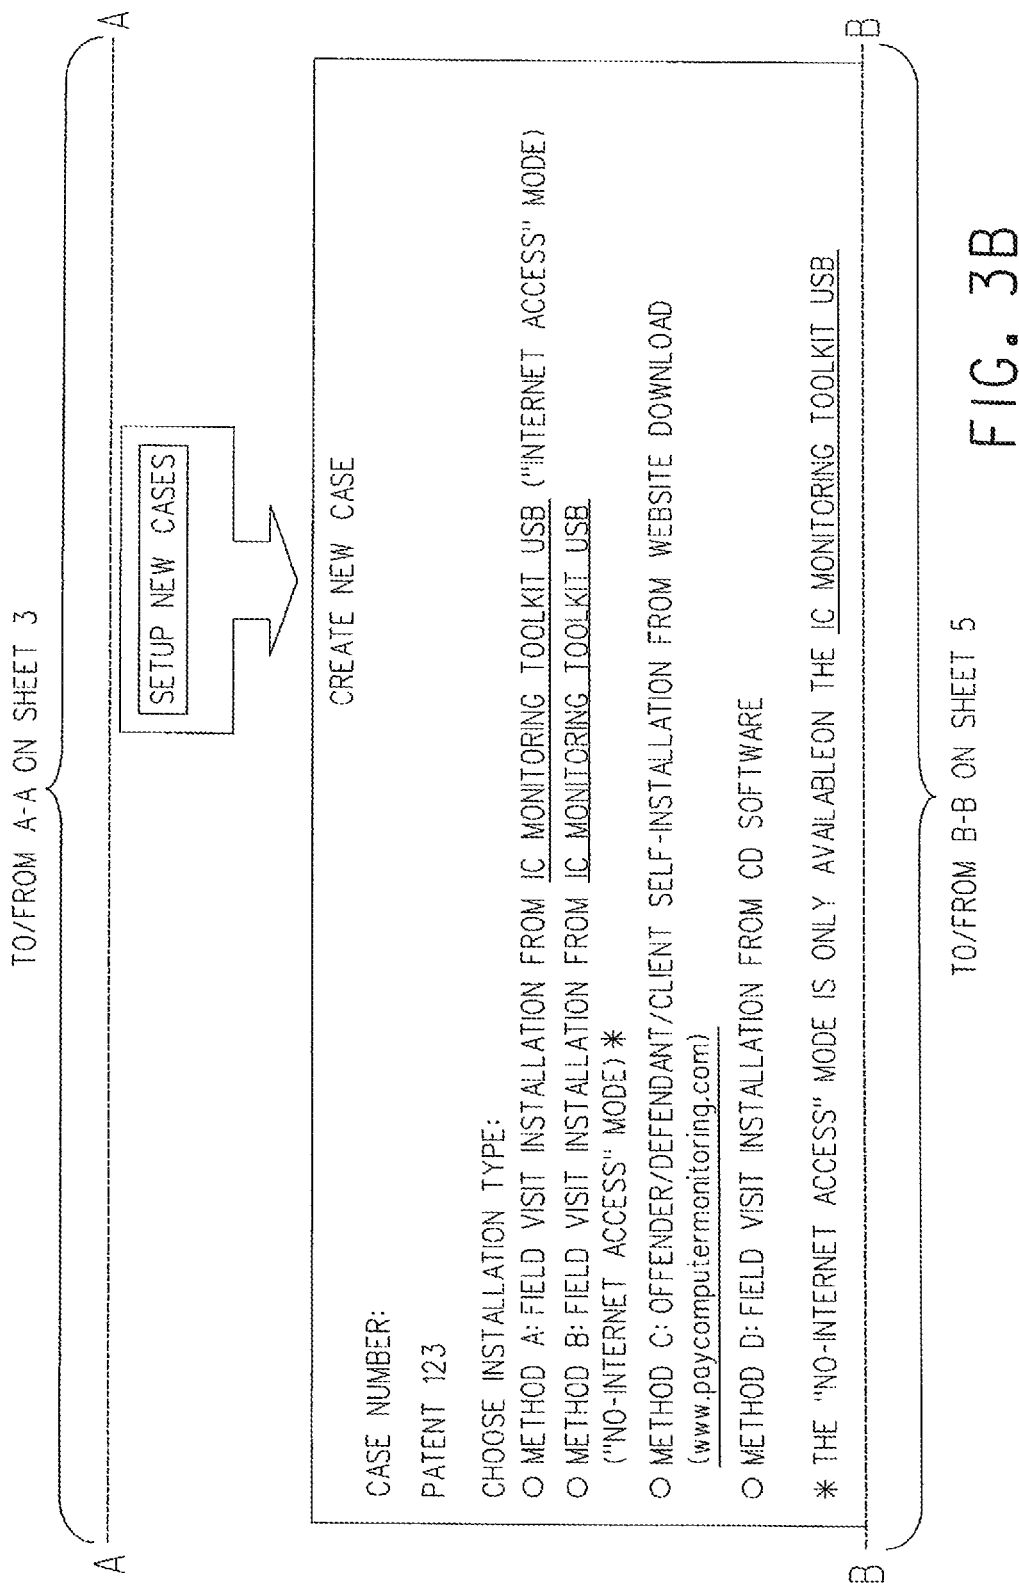 TO/FROM A-A ON SHEET 3
A
A
SETUP NEW CASES
CREATE NEW CASE
CASE NUMBER:
PATENT 123
CHOOSE INSTALLATION TYPE:
○ METHOD A: FIELD VISIT INSTALLATION FROM IC MONITORING TOOLKIT USB ("INTERNET ACCESS" MODE)
○ METHOD B: FIELD VISIT INSTALLATION FROM IC MONITORING TOOLKIT USB
("NO-INTERNET ACCESS" MODE) *
○ METHOD C: OFFENDER/DEFENDANT/CLIENT SELF-INSTALLATION FROM WEBSITE DOWNLOAD
(www.paycomputermonitoring.com)
○ METHOD D: FIELD VISIT INSTALLATION FROM CD SOFTWARE
* THE "NO-INTERNET ACCESS" MODE IS ONLY AVAILABLEON THE IC MONITORING TOOLKIT USB
B
B
TO/FROM B-B ON SHEET 5
FIG. 3B